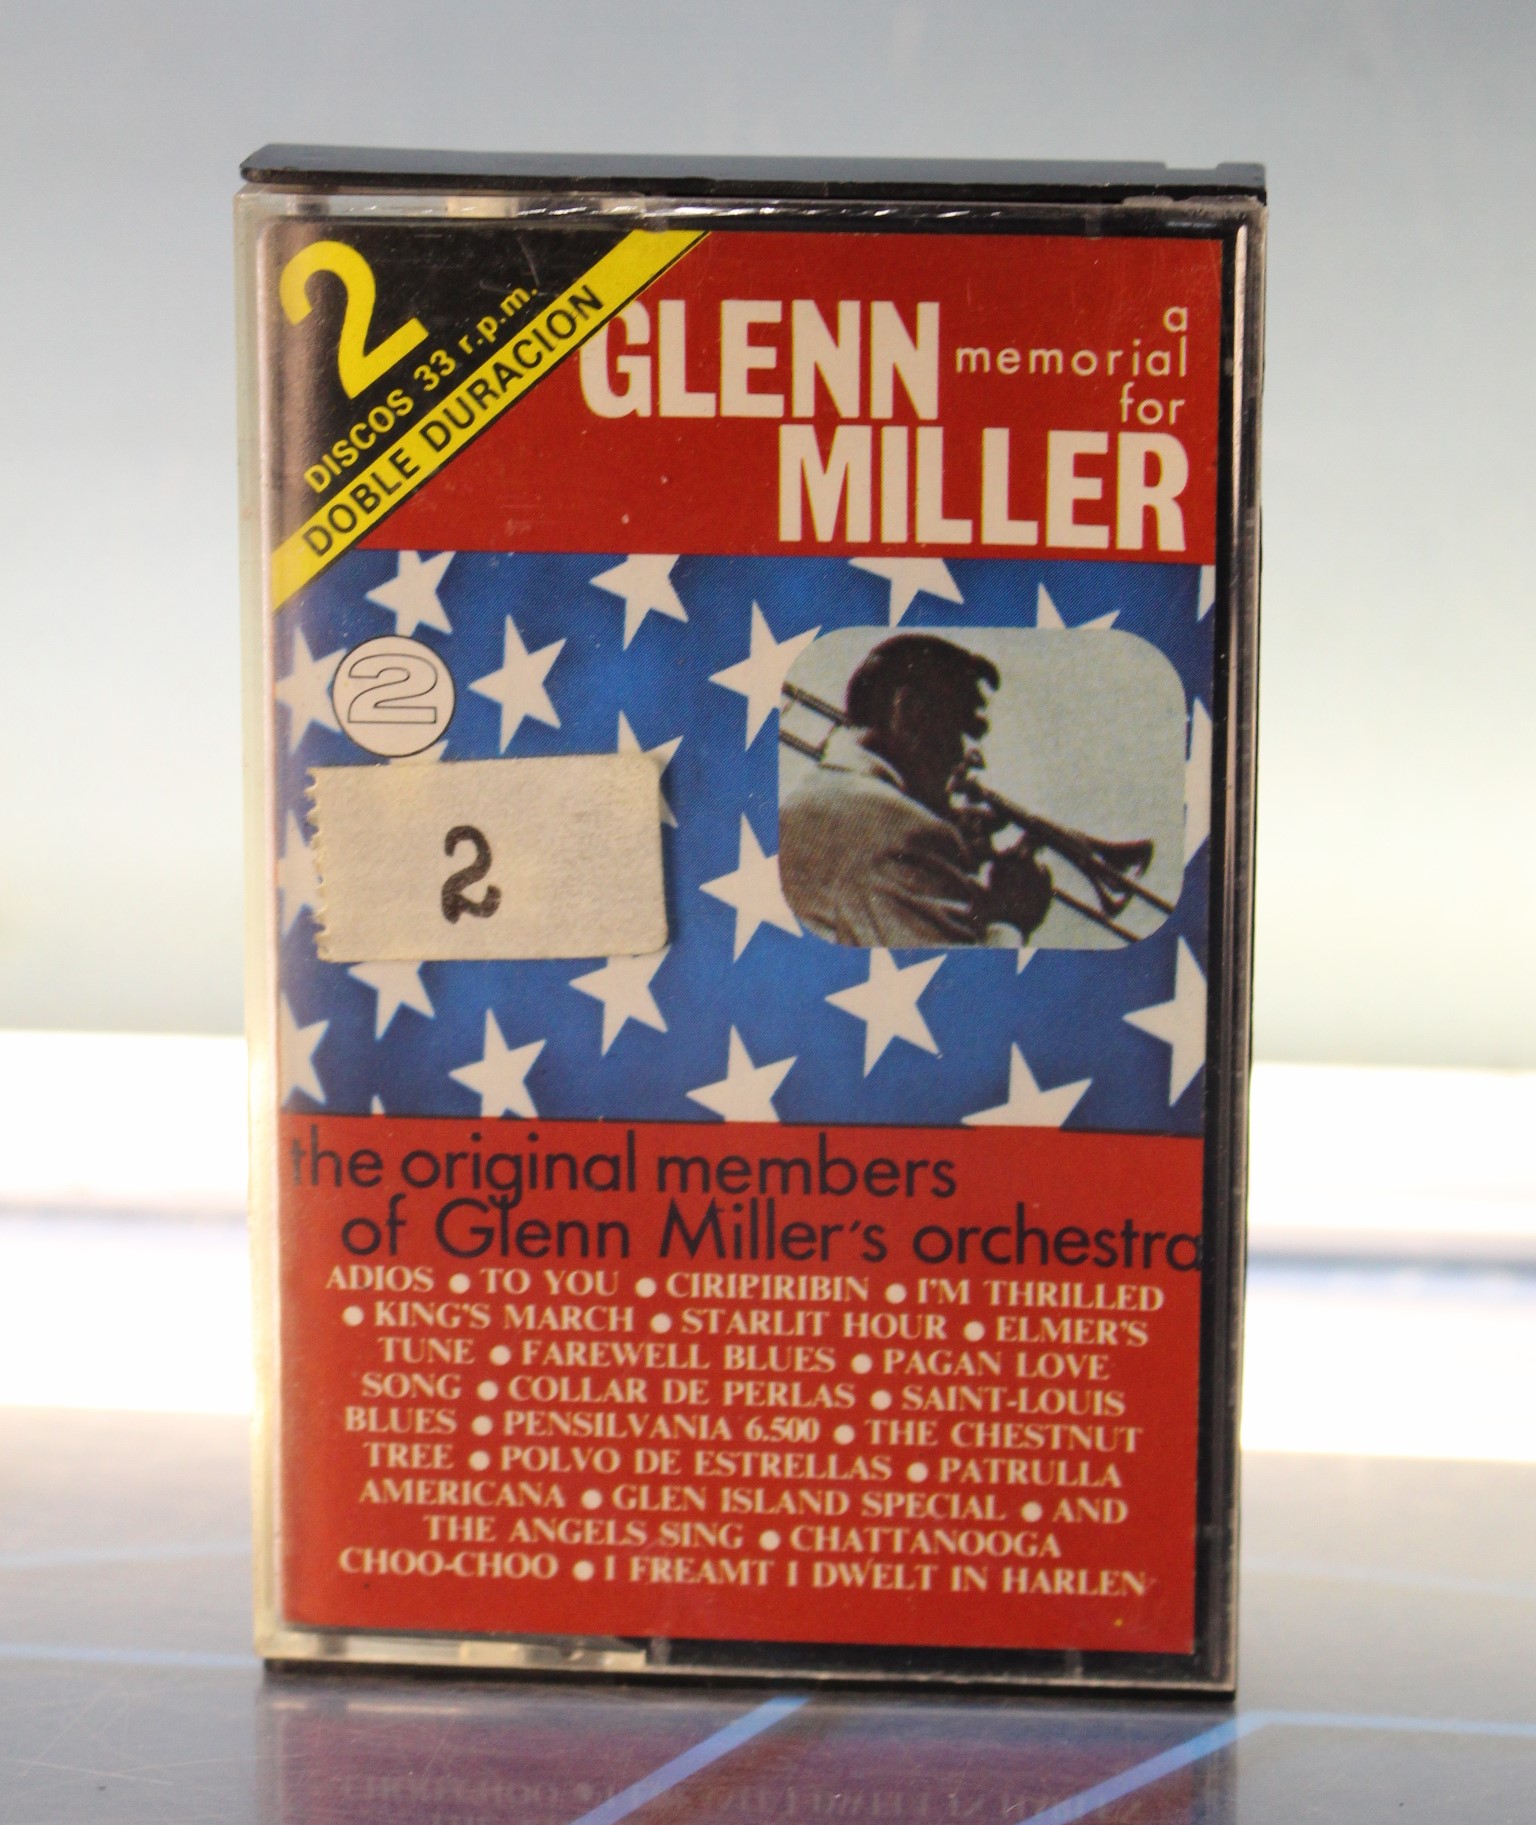 2
DISCOS 33 r.p.m.
DOBLE DURACION
a
memorial
for
GLENN
MILLER
2
2
the original members
of Glenn Miller's orchestra
ADIOS ● TO YOU ● CIRIPIRIBIN ● I'M THRILLED
● KING'S MARCH ● STARLIT HOUR ● ELMER'S
TUNE ● FAREWELL BLUES ● PAGAN LOVE
SONG ● COLLAR DE PERLAS ● SAINT-LOUIS
BLUES ● PENSILVANIA 6.500 ● THE CHESTNUT
TREE ● POLVO DE ESTRELLAS ● PATRULLA
AMERICANA ● GLEN ISLAND SPECIAL ● AND
THE ANGELS SING ● CHATTANOOGA
CHOO-CHOO ● I FREAMT I DWELT IN HARLEN